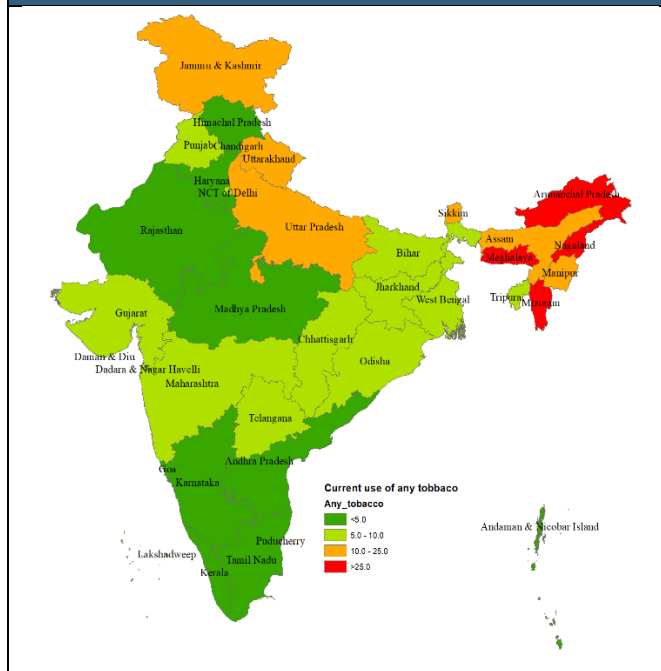 Jammu & Kashmir
Himachal Pradesh
Punjab
Chandigarh
Uttarakhand
Haryana
NCT of Delhi
Arunanchal Pradesh
Rajasthan
Uttar Pradesh
Sikkim
Assam
Nagaland
Bihar
Meghalaya
Manipur
Jharkhand
Madhya Pradesh
West Bengal
Tripura
Mizoram
Gujarat
Chhattisgarh
Daman & Diu
Odisha
Dadara & Nagar Havelli
Maharashtra
Telangana
Andhra Pradesh
Goa
Karnataka
Current use of any tobbaco
Any_tobacco
<5.0
5.0 - 10.0
10.0 - 25.0
>25.0
Andaman & Nicobar Island
Puducherry
Lakshadweep
Tamil Nadu
Kerala